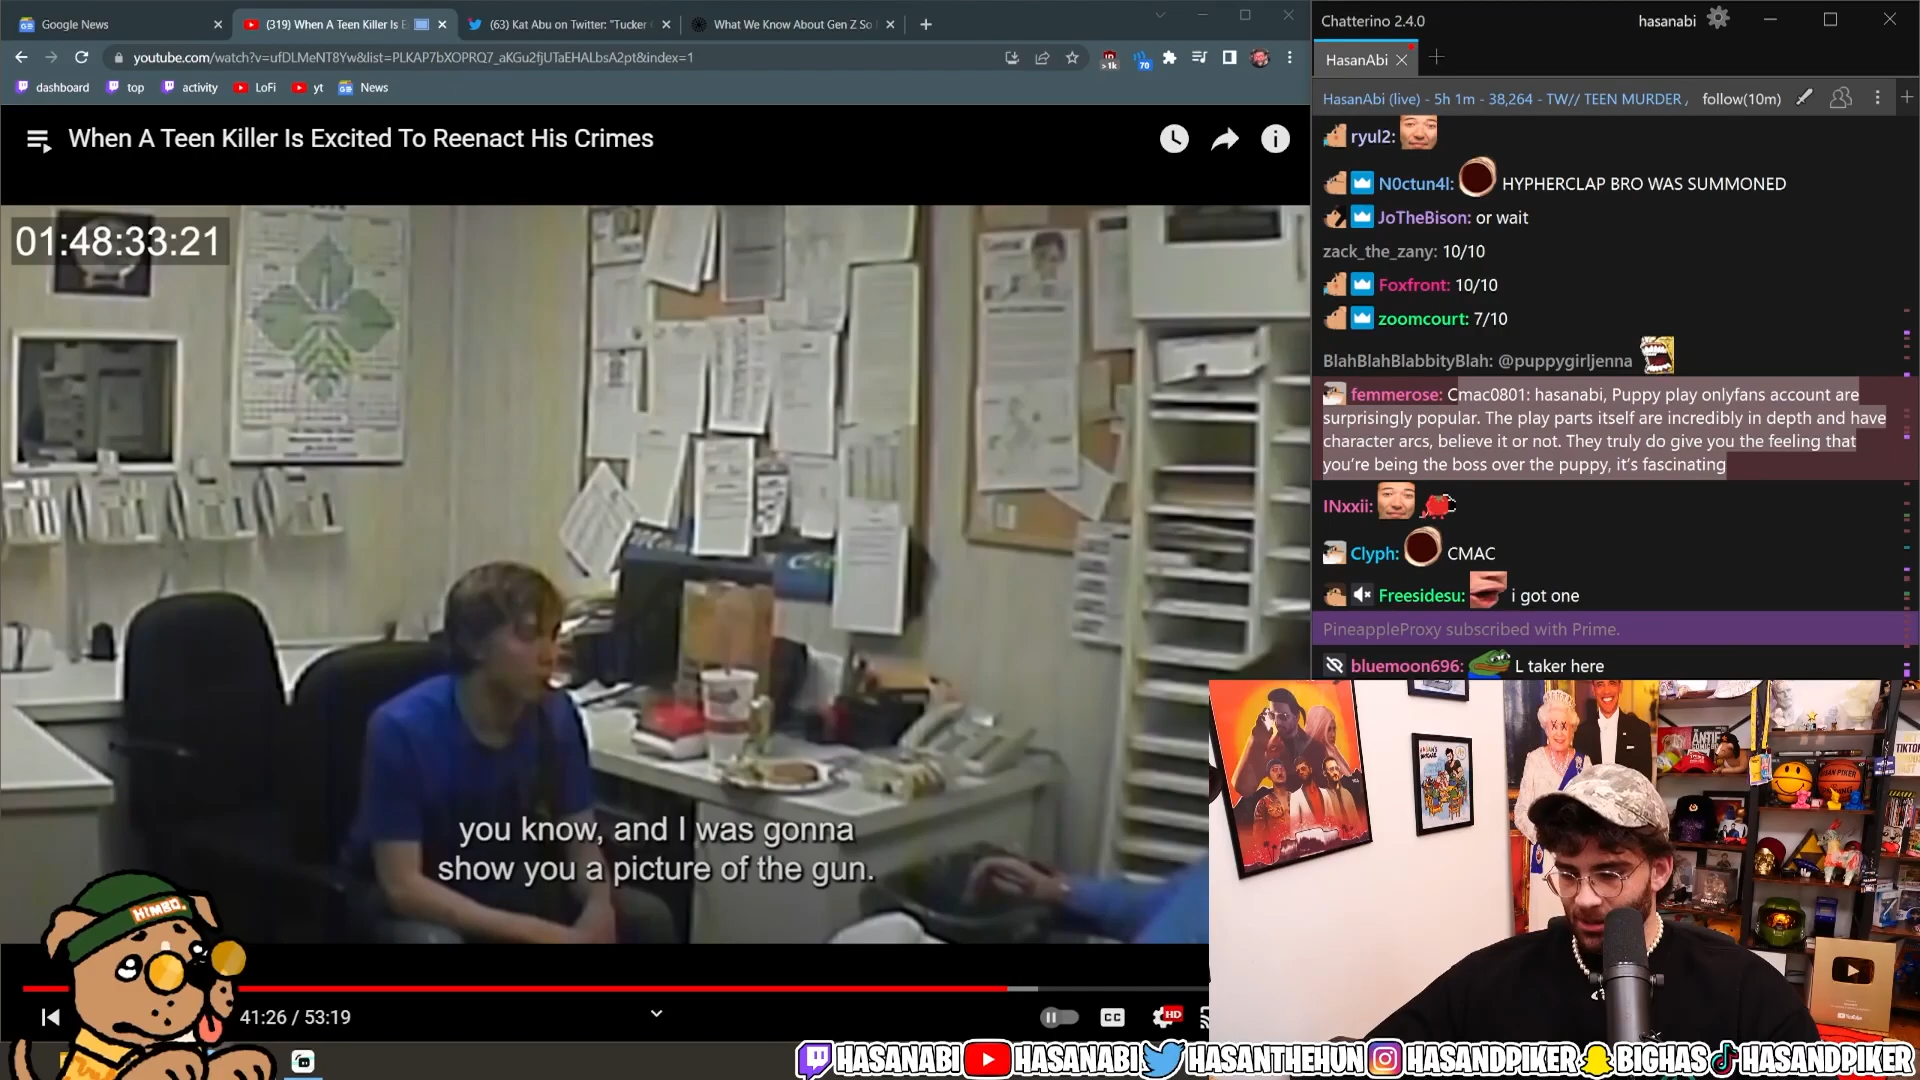 Google News
(319) When A Teen Killer Is E
(63) Kat Abu on Twitter: "Tucker
What We Know About Gen Z So
youtube.com/watch?v=ufDLMeNT8Yw&list=PLKAP7bXOPRQ7_aKGu2fjUTaEHALbsA2pt&index=1
>1k
70
dashboard
top
activity
LoFi
yt
News
When A Teen Killer Is Excited To Reenact His Crimes
01:48:33:21
you know, and I was gonna
show you a picture of the gun.
HIMBO.
41:26 / 53:19
CC
HD
Chatterino 2.4.0
hasanabi
HasanAbi
HasanAbi (live) - 5h 1m - 38,264 - TW// TEEN MURDER ,
follow(10m)
ryul2:
N0ctun4l: HYPHERCLAP BRO WAS SUMMONED
JoTheBison: or wait
zack_the_zany: 10/10
Foxfront: 10/10
zoomcourt: 7/10
BlahBlahBlabbityBlah: @puppygirljenna
femmerose: Cmac0801: hasanabi, Puppy play onlyfans account are
surprisingly popular. The play parts itself are incredibly in depth and have
character arcs, believe it or not. They truly do give you the feeling that
you're being the boss over the puppy, it's fascinating
INxxii:
Clyph: CMAC
Freesidesu: i got one
PineappleProxy subscribed with Prime.
bluemoon696: L taker here
HASANABI HASANABI HASANTHEHUN HASANDPIKER BIGHAS HASANDPIKER